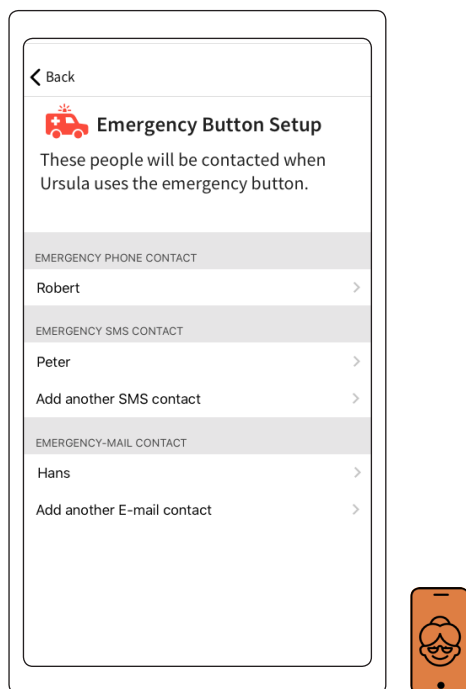 Back
Emergency Button Setup
These people will be contacted when
Ursula uses the emergency button.
EMERGENCY PHONE CONTACT
Robert
EMERGENCY SMS CONTACT
Peter
Add another SMS contact
EMERGENCY-MAIL CONTACT
Hans
Add another E-mail contact